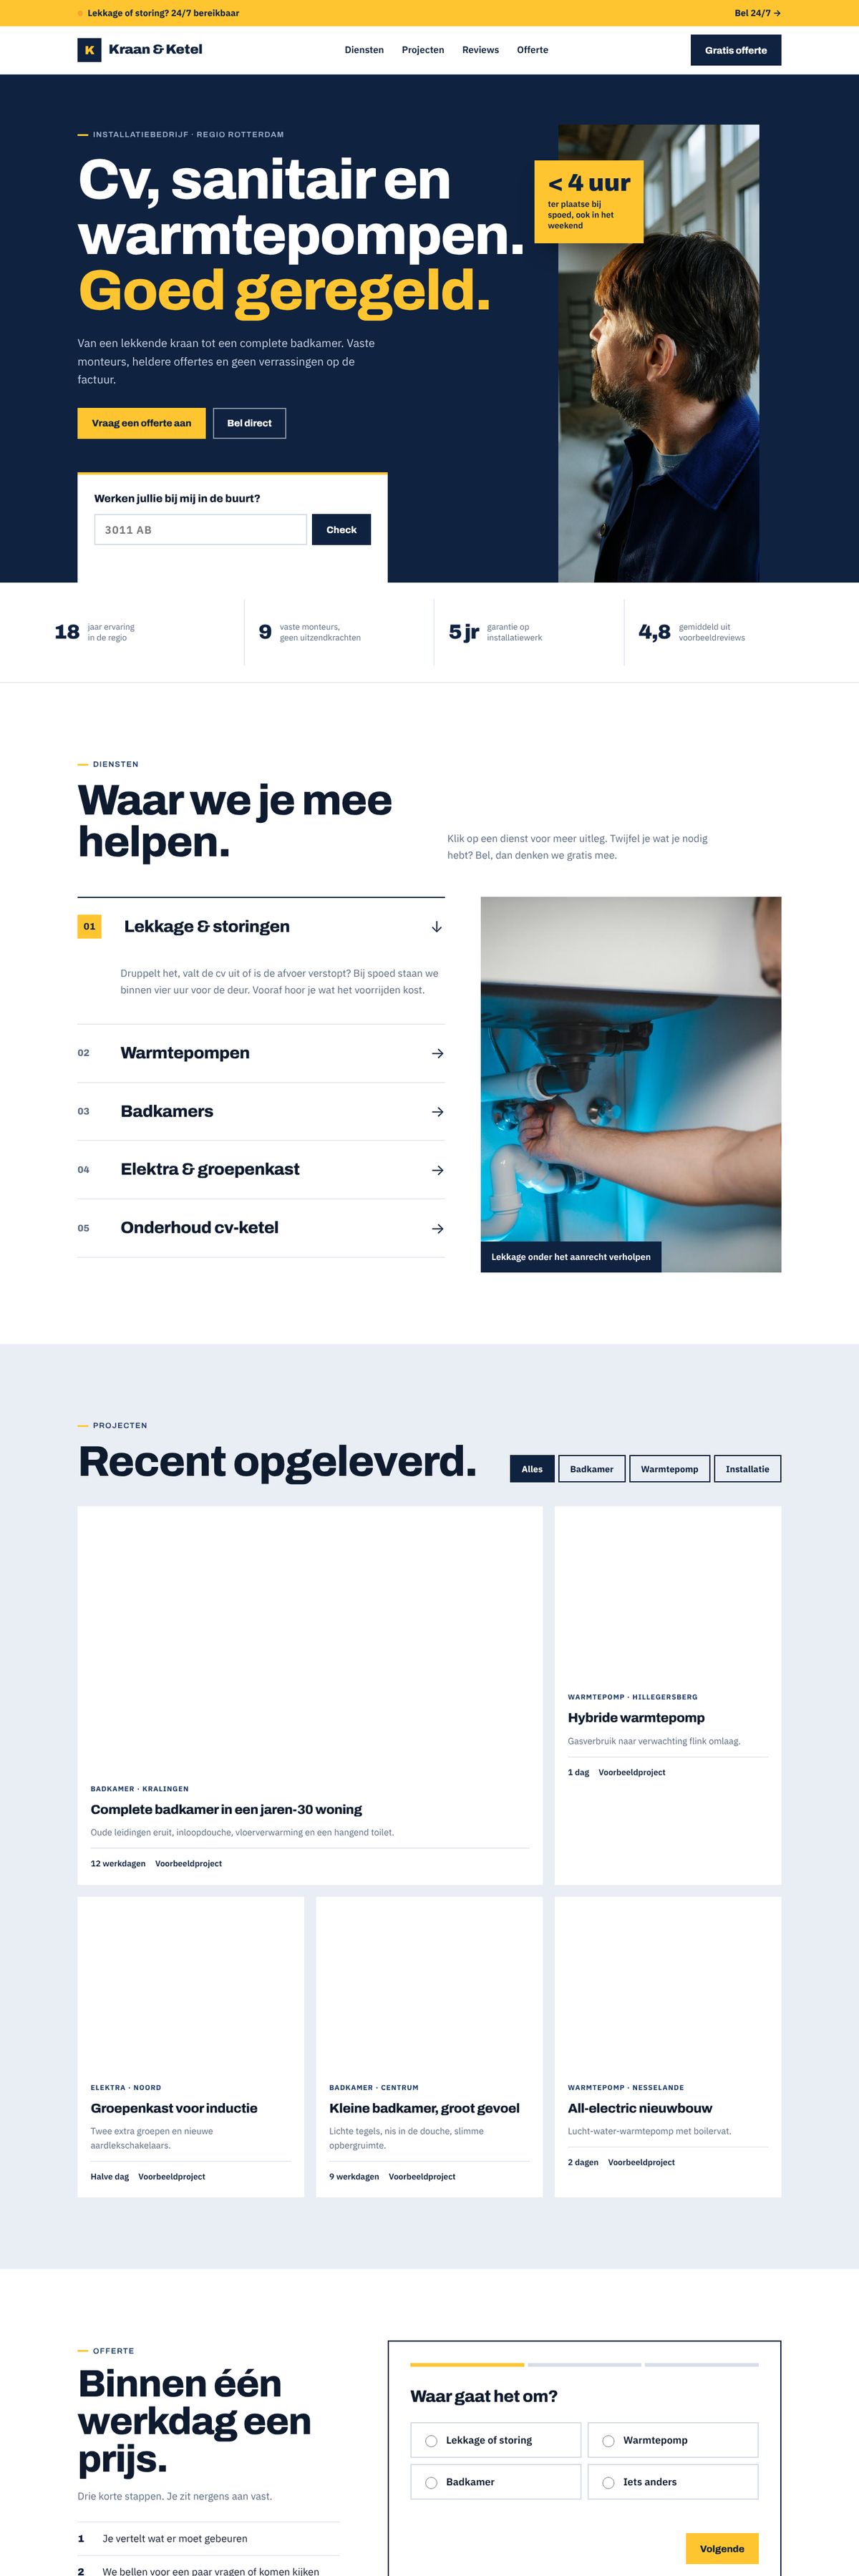 Lekkage of storing? 24/7 bereikbaar
Bel 24/7 →
K Kraan & Ketel
Diensten Projecten Reviews Offerte
Gratis offerte
INSTALLATIEBEDRIJF · REGIO ROTTERDAM
Cv, sanitair en
warmtepompen.
Goed geregeld.
< 4 uur
ter plaatse bij
spoed, ook in het
weekend
Van een lekkende kraan tot een complete badkamer. Vaste
monteurs, heldere offertes en geen verrassingen op de
factuur.
Vraag een offerte aan
Bel direct
Werken jullie bij mij in de buurt?
3011 AB
Check
18 jaar ervaring
in de regio
9 vaste monteurs,
geen uitzendkrachten
5 jr garantie op
installatiewerk
4,8 gemiddeld uit
voorbeeldreviews
DIENSTEN
Waar we je mee
helpen.
Klik op een dienst voor meer uitleg. Twijfel je wat je nodig
hebt? Bel, dan denken we gratis mee.
01 Lekkage & storingen ↓
Druppelt het, valt de cv uit of is de afvoer verstopt? Bij spoed staan we
binnen vier uur voor de deur. Vooraf hoor je wat het voorrijden kost.
02 Warmtepompen →
03 Badkamers →
04 Elektra & groepenkast →
05 Onderhoud cv-ketel →
Lekkage onder het aanrecht verholpen
PROJECTEN
Recent opgeleverd.
Alles Badkamer Warmtepomp Installatie
BADKAMER · KRALINGEN
Complete badkamer in een jaren-30 woning
Oude leidingen eruit, inloopdouche, vloerverwarming en een hangend toilet.
12 werkdagen Voorbeeldproject
WARMTEPOMP · HILLEGERSBERG
Hybride warmtepomp
Gasverbruik naar verwachting flink omlaag.
1 dag Voorbeeldproject
ELEKTRA · NOORD
Groepenkast voor inductie
Twee extra groepen en nieuwe
aardlekschakelaars.
Halve dag Voorbeeldproject
BADKAMER · CENTRUM
Kleine badkamer, groot gevoel
Lichte tegels, nis in de douche, slimme
opbergruimte.
9 werkdagen Voorbeeldproject
WARMTEPOMP · NESSELANDE
All-electric nieuwbouw
Lucht-water-warmtepomp met boilervat.
2 dagen Voorbeeldproject
OFFERTE
Binnen één
werkdag een
prijs.
Drie korte stappen. Je zit nergens aan vast.
1 Je vertelt wat er moet gebeuren
2 We bellen voor een paar vragen of komen kijken
Waar gaat het om?
Lekkage of storing
Warmtepomp
Badkamer
Iets anders
Volgende